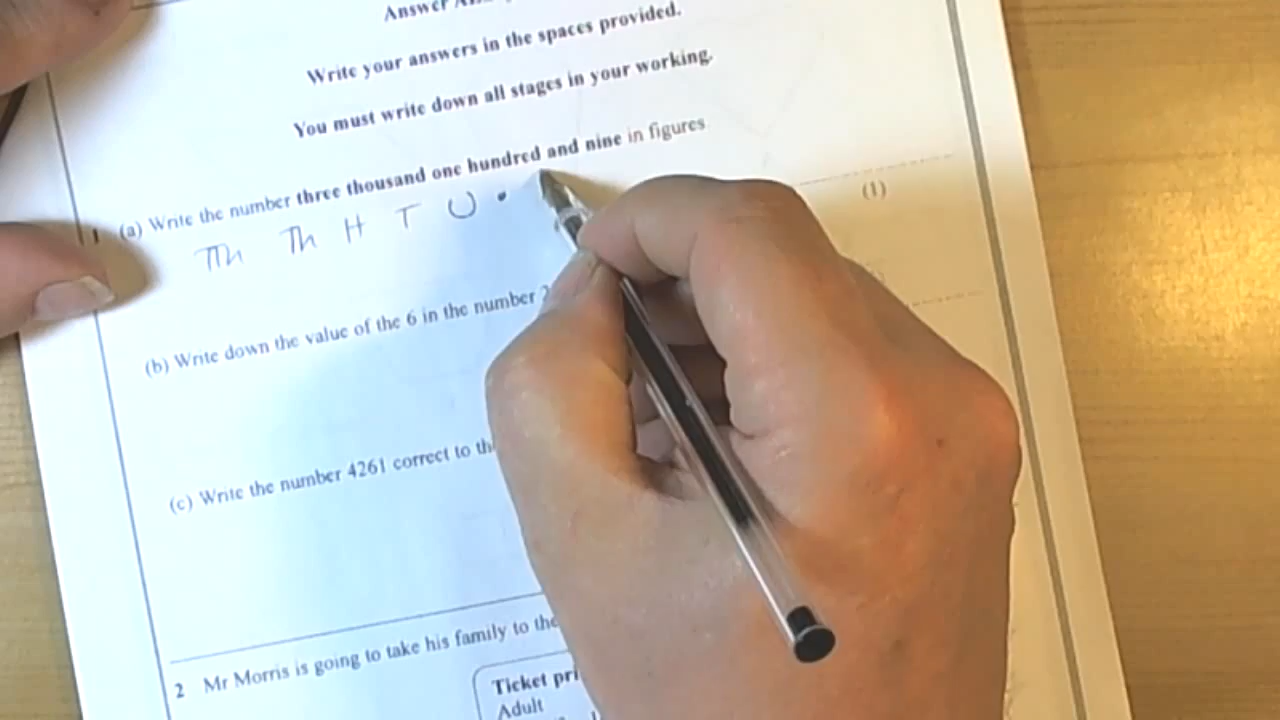 Answer
Write your answers in the spaces provided.
You must write down all stages in your working.
1 (a) Write the number three thousand one hundred and nine in figures
TTh Th H T U .
(1)
(b) Write down the value of the 6 in the number
(c) Write the number 4261 correct to
2 Mr Morris is going to take his family to the
Ticket
Adult